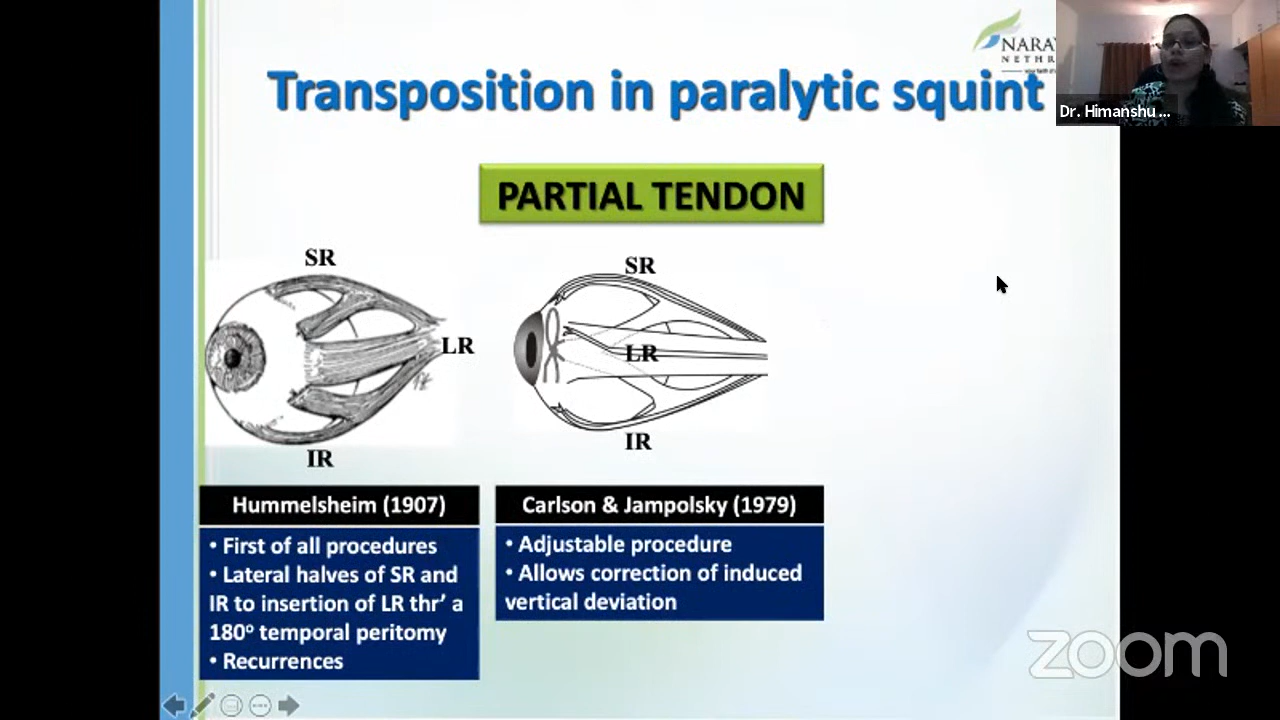 Transposition in paralytic squint
Dr. Himanshu ...
PARTIAL TENDON
SR
LR
IR
SR
LR
IR
Hummelsheim (1907)
• First of all procedures
• Lateral halves of SR and
IR to insertion of LR thr’ a
180º temporal peritomy
• Recurrences
Carlson & Jampolsky (1979)
• Adjustable procedure
• Allows correction of induced
vertical deviation
zoom